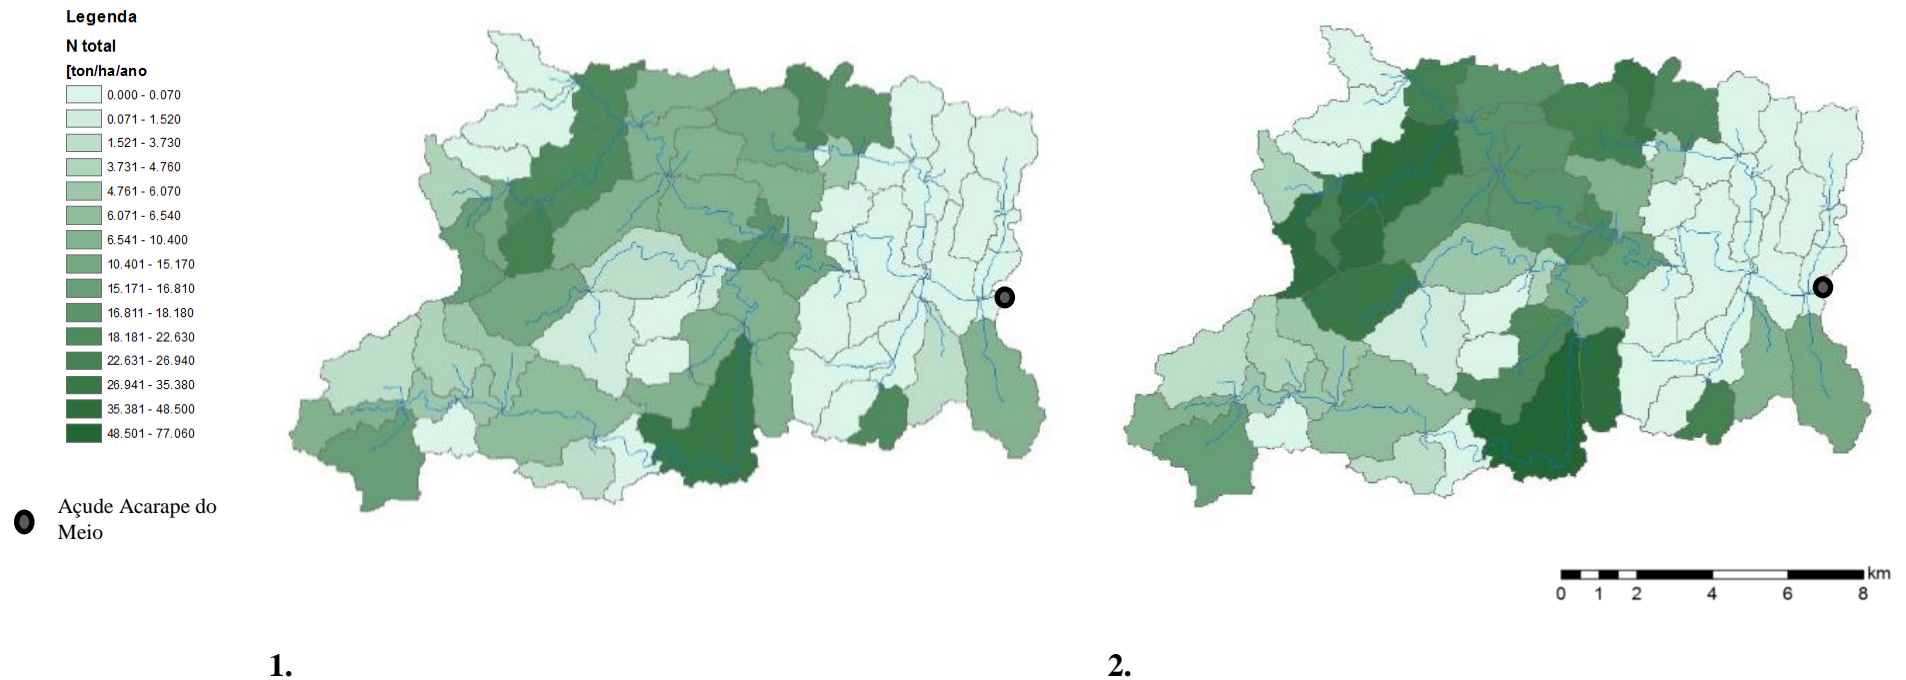 Legenda
N total
[ton/ha/ano
0.000 - 0.070
0.071 - 1.520
1.521 - 3.730
3.731 - 4.760
4.761 - 6.070
6.071 - 6.540
6.541 - 10.400
10.401 - 15.170
15.171 - 16.810
16.811 - 18.180
18.181 - 22.630
22.631 - 26.940
26.941 - 35.380
35.381 - 48.500
48.501 - 77.060
Açude Acarape do
Meio
km
0 1 2 4 6 8
1.
2.